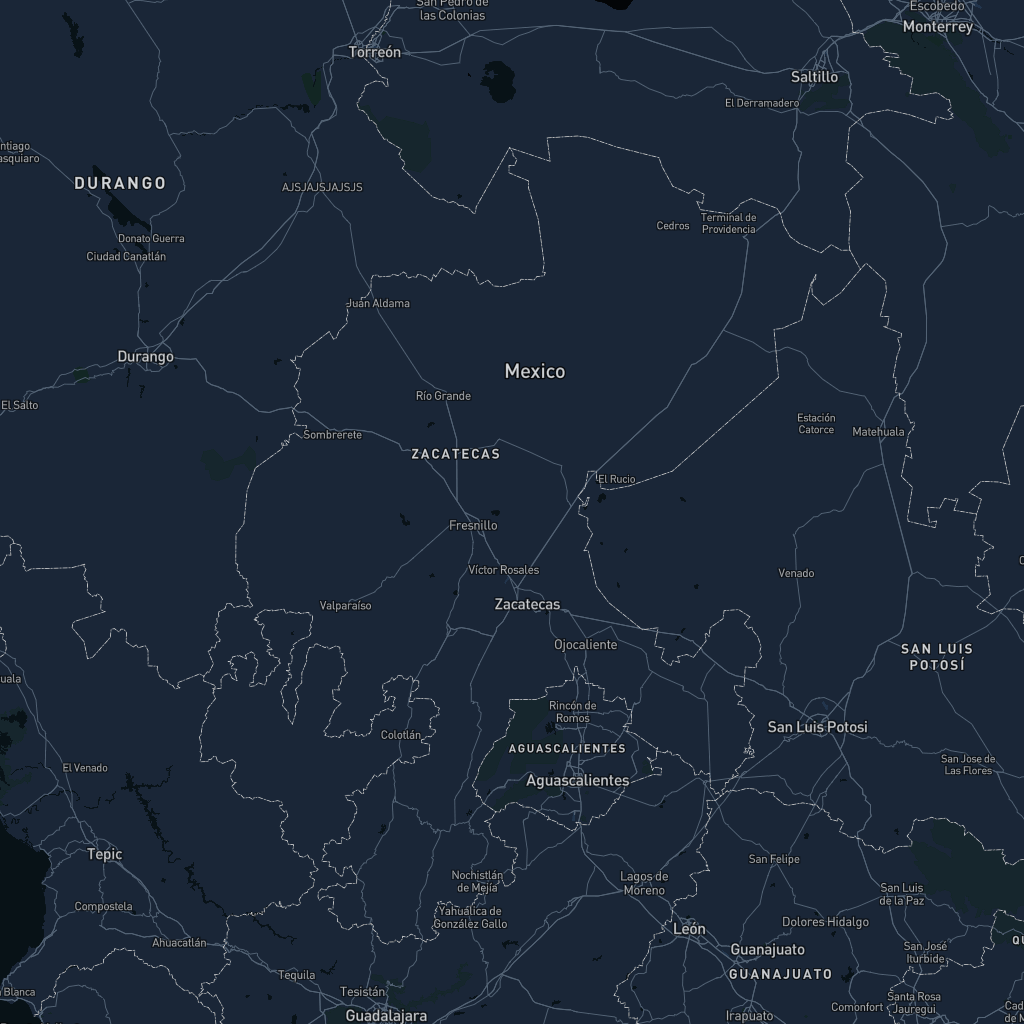 San Pedro de
las Colonias
Escobedo
Monterrey
Torreón
Saltillo
El Derramadero
ntiago
asquiaro
DURANGO
AJSJAJSJAJSJS
Cedros
Terminal de
Providencia
Donato Guerra
Ciudad Canatlán
Juan Aldama
Durango
Mexico
Río Grande
El Salto
Sombrerete
Estación
Catorce
Matehuala
ZACATECAS
El Rucio
Fresnillo
Víctor Rosales
Venado
Valparaíso
Zacatecas
Ojocaliente
SAN LUIS
POTOSÍ
uala
Rincón de
Romos
Colotlán
San Luis Potosi
AGUASCALIENTES
El Venado
San Jose de
Las Flores
Aguascalientes
Tepic
San Felipe
Nochistlán
de Mejía
Lagos de
Moreno
San Luis
de la Paz
Compostela
Yahualica de
González Gallo
Dolores Hidalgo
León
Ahuacatlán
Guanajuato
San José
Iturbide
QU
GUANAJUATO
Tequila
Blanca
Tesistán
Comonfort
Santa Rosa
Jauregui
Cad
de M
Guadalajara
Irapuato